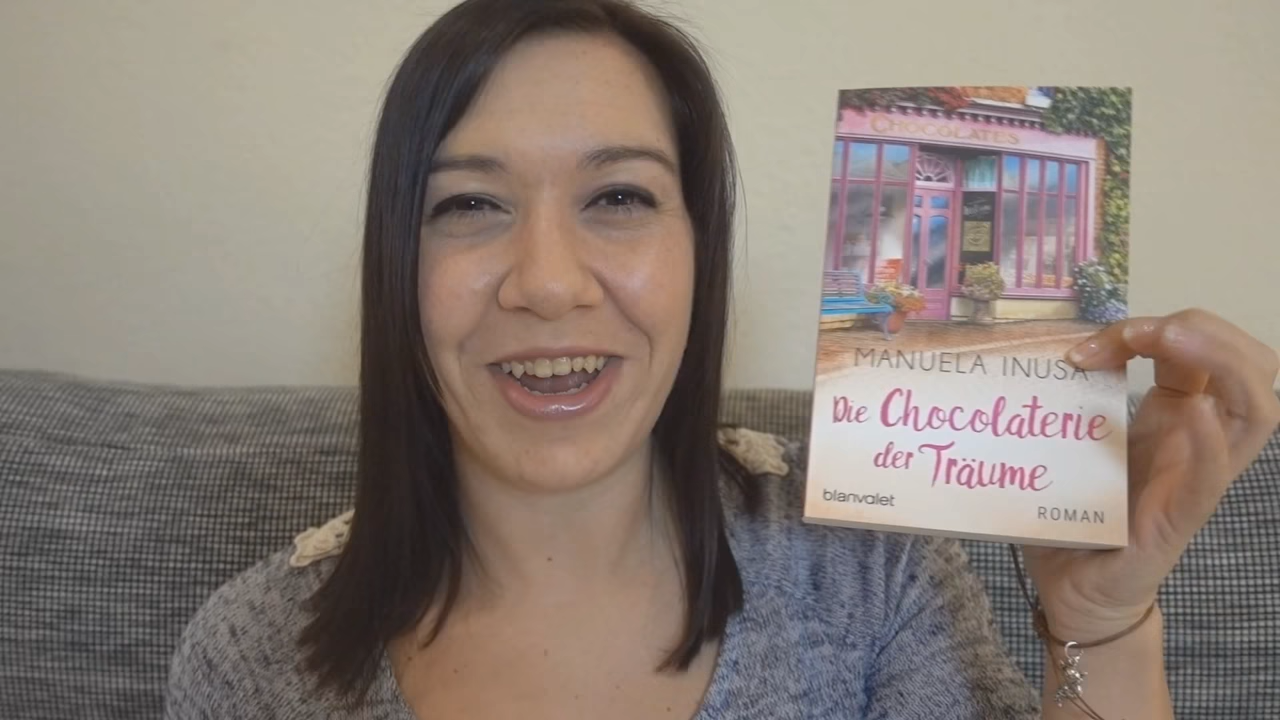 CHOCOLATES
MANUELA INUSA
Die Chocolaterie
der Träume
blanvalet
ROMAN